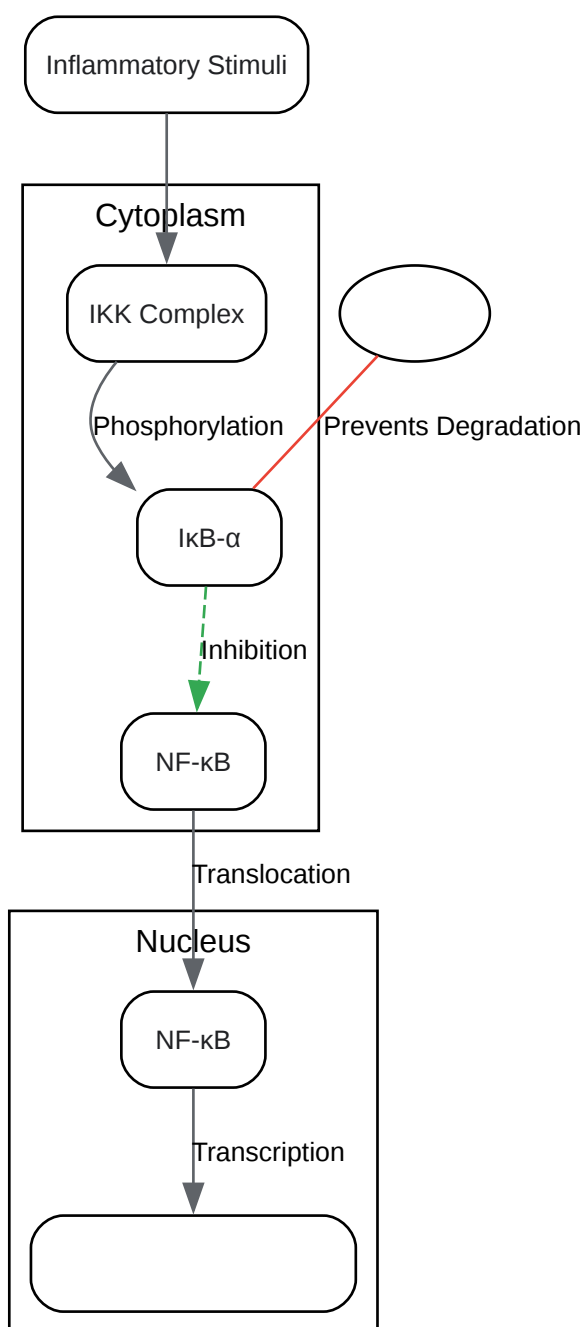 Inflammatory Stimuli
Cytoplasm
IKK Complex
Phosphorylation
Prevents Degradation
IκB-α
Inhibition
NF-κB
Translocation
Nucleus
NF-κB
Transcription